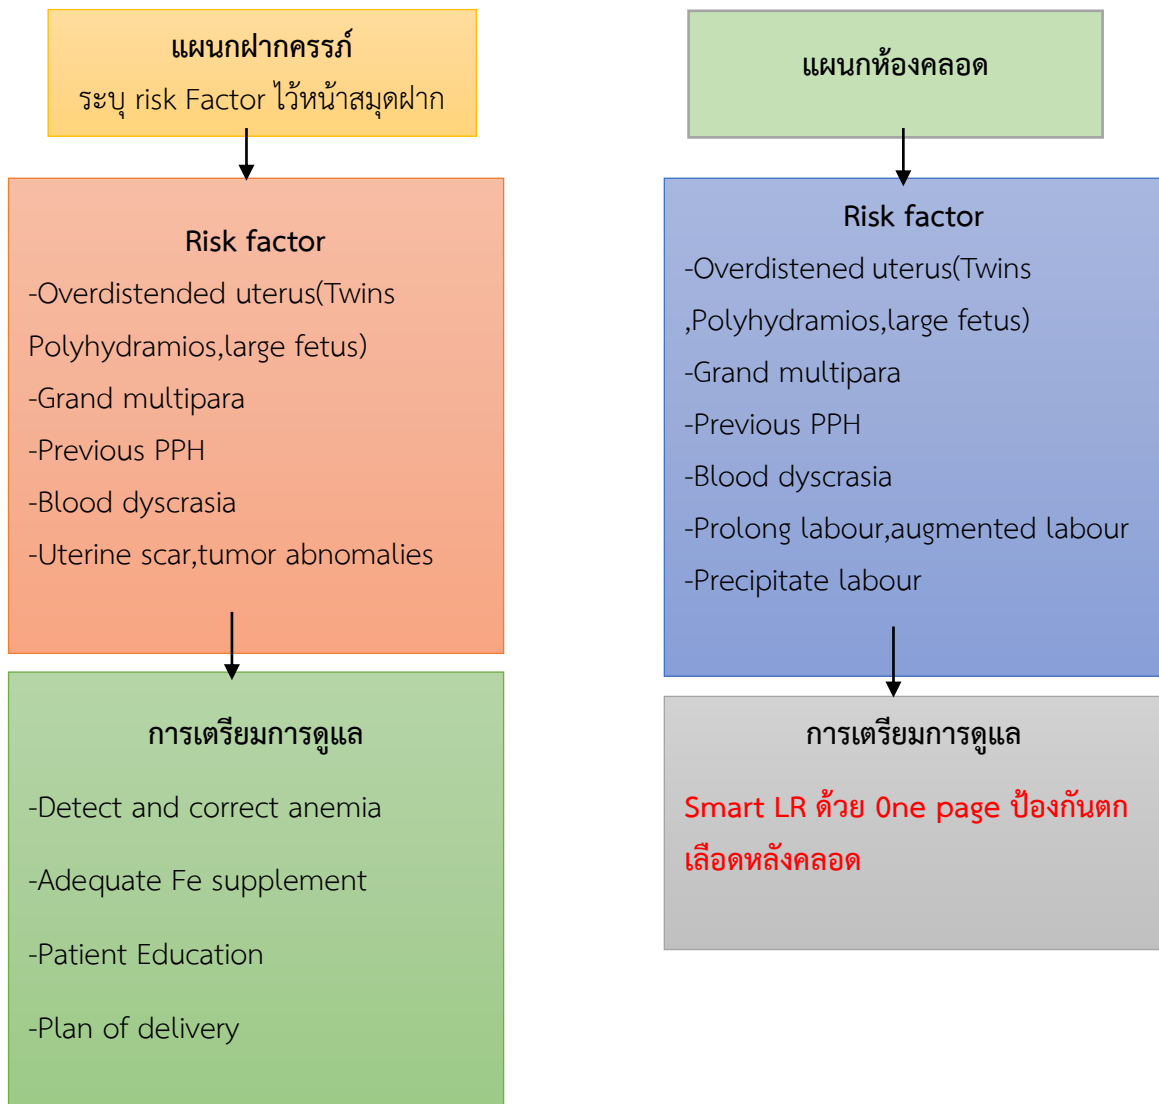 แผนกฝากครรภ์
ระบุ risk Factor ไว้หน้าสมุดฝาก
Risk factor
-Overdistended uterus(Twins
Polyhydramios,large fetus)
-Grand multipara
-Previous PPH
-Blood dyscrasia
-Uterine scar,tumor abnomalies
การเตรียมการดูแล
-Detect and correct anemia
-Adequate Fe supplement
-Patient Education
-Plan of delivery
แผนกห้องคลอด
Risk factor
-Overdistened uterus(Twins
,Polyhydramios,large fetus)
-Grand multipara
-Previous PPH
-Blood dyscrasia
-Prolong labour,augmented labour
-Precipitate labour
การเตรียมการดูแล
Smart LR ด้วย 0ne page ป้องกันตก
เลือดหลังคลอด